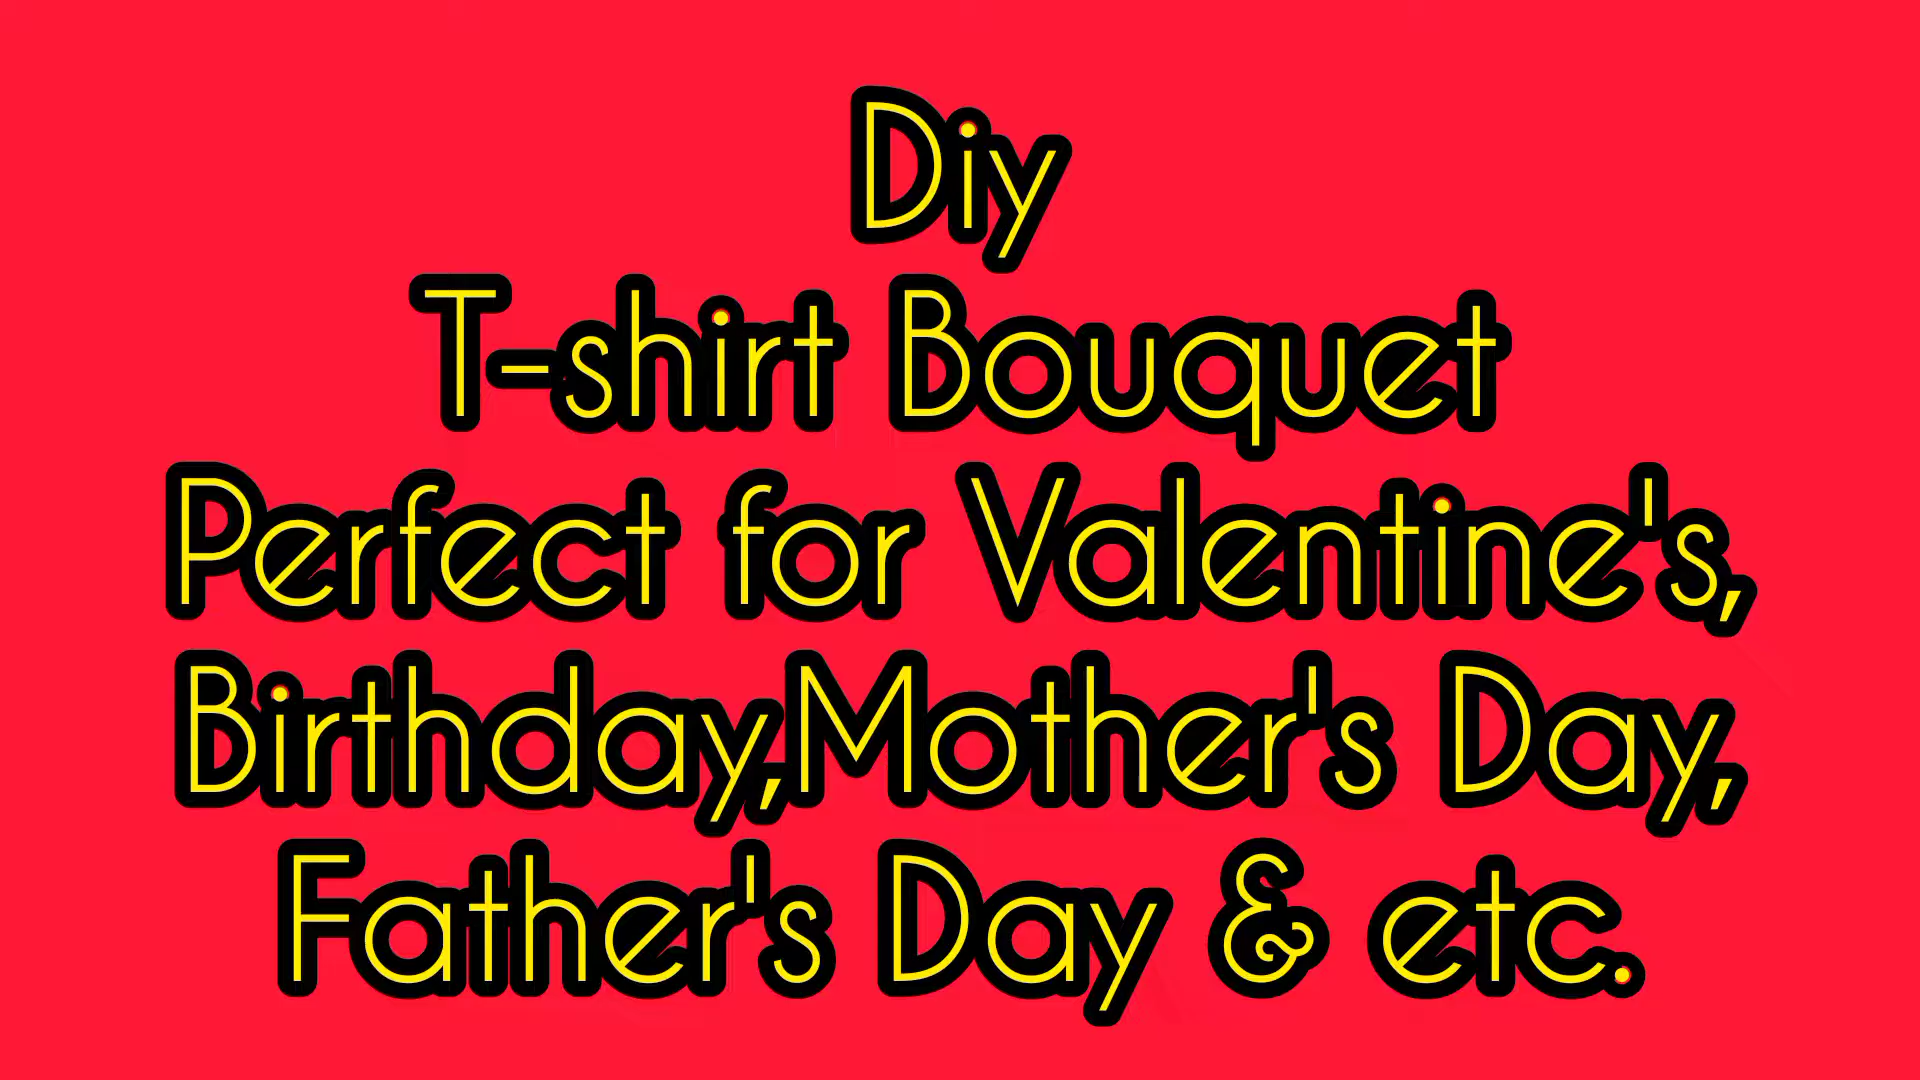 Diy
T-shirt Bouquet
Perfect for Valentine's,
Birthday,Mother's Day,
Father's Day & etc.